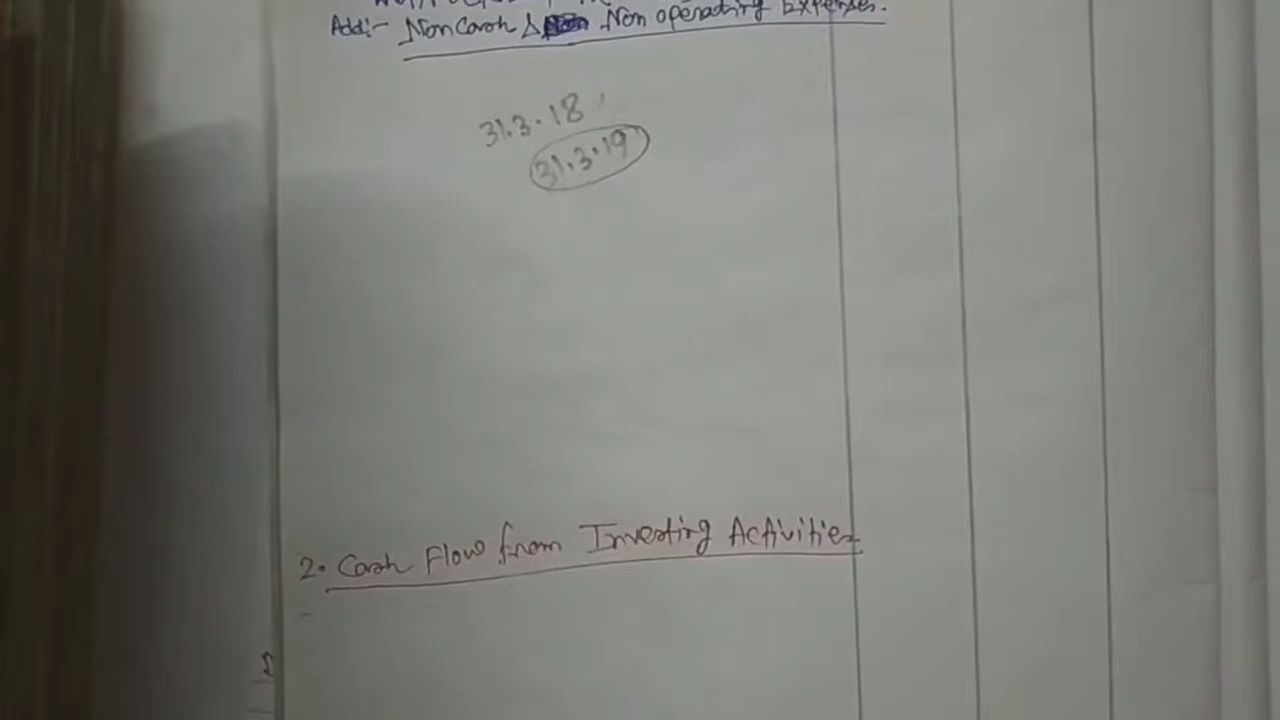 Add:- Non Cash & Non operating Expenses.
31.3.18
31.3.19
2. Cash Flow from Investing Activities